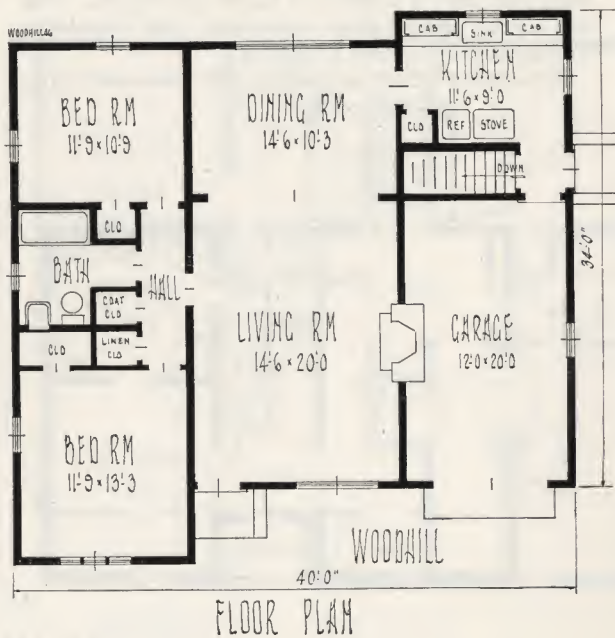 WOODHILL
CAB
SINK
CAB
KITCHEN
11'-6 x 9'-0
CLO
REF
STOVE
DOWN
BED RM
11'-9 x 10'-9
DINING RM
14'-6 x 10'-3
CLO
BATH
HALL
COAT
CLO
LINEN
CLO
CLO
LIVING RM
14'-6 x 20'-0
GARAGE
12'-0 x 20'-0
34'-0"
BED RM
11'-9 x 13'-3
WOODHILL
40'-0"
FLOOR PLAN